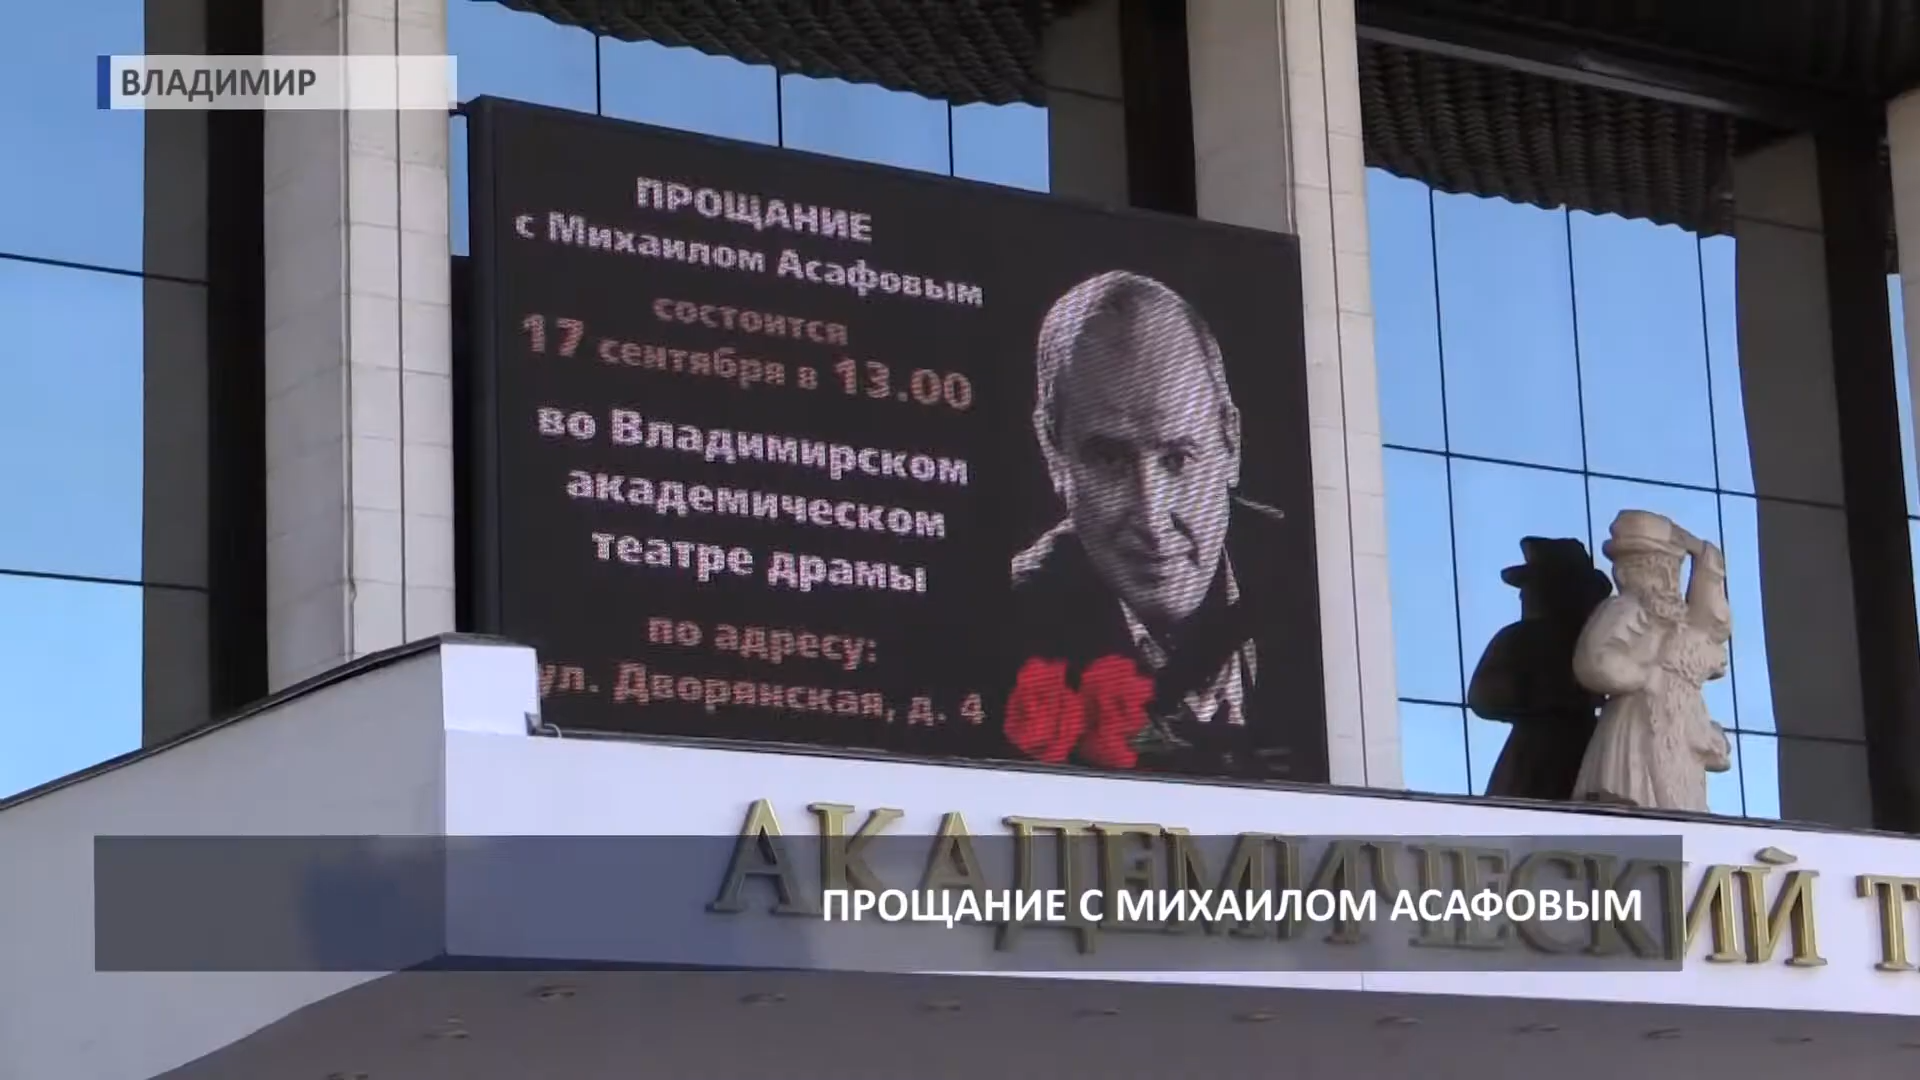 ВЛАДИМИР
ПРОЩАНИЕ
с Михаилом Асафовым
состоится
17 сентября в 13.00
во Владимирском
академическом
театре драмы
по адресу:
ул. Дворянская, д. 4
АКАДЕМИЧЕСКИЙ Т
ПРОЩАНИЕ С МИХАИЛОМ АСАФОВЫМ